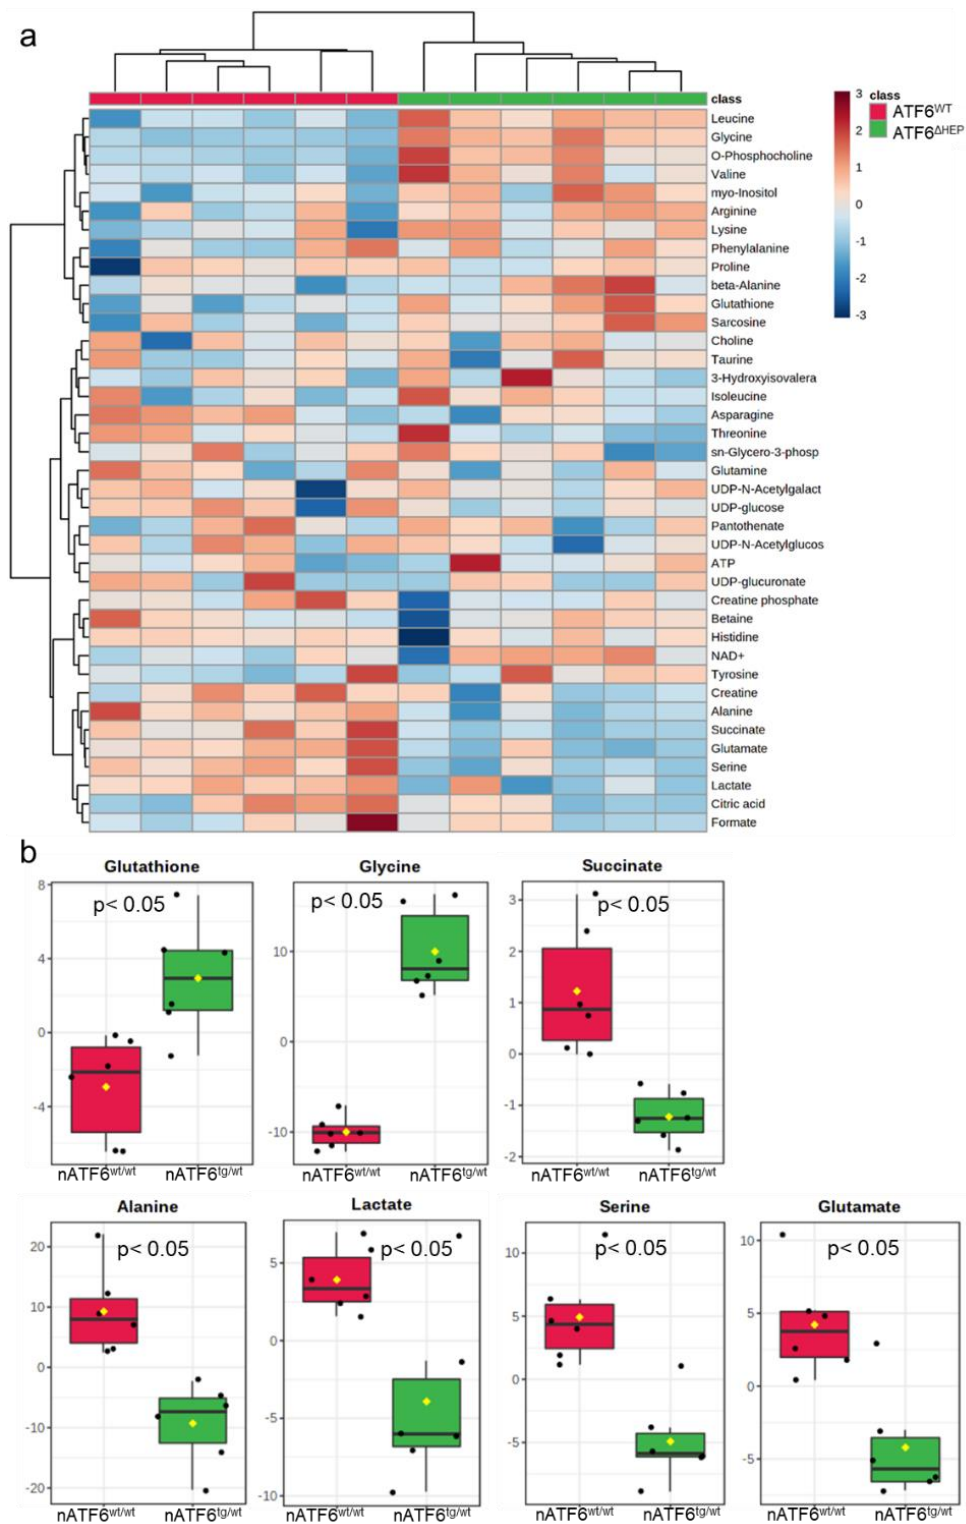 a
class
3
2
1
0
-1
-2
-3
class
ATF6WT
ATF6ΔHEP
Leucine
Glycine
O-Phosphocholine
Valine
myo-Inositol
Arginine
Lysine
Phenylalanine
Proline
beta-Alanine
Glutathione
Sarcosine
Choline
Taurine
3-Hydroxyisovalera
Isoleucine
Asparagine
Threonine
sn-Glycero-3-phosp
Glutamine
UDP-N-Acetylgalact
UDP-glucose
Pantothenate
UDP-N-Acetylglucos
ATP
UDP-glucuronate
Creatine phosphate
Betaine
Histidine
NAD+
Tyrosine
Creatine
Alanine
Succinate
Glutamate
Serine
Lactate
Citric acid
Formate
b
Glutathione
p< 0.05
8
4
0
-4
nATF6wt/wt nATF6tg/wt
Glycine
p< 0.05
10
0
-10
nATF6wt/wt nATF6tg/wt
Succinate
p< 0.05
3
2
1
0
-1
-2
nATF6wt/wt nATF6tg/wt
Alanine
p< 0.05
20
10
0
-10
-20
nATF6wt/wt nATF6tg/wt
Lactate
p< 0.05
5
0
-5
-10
nATF6wt/wt nATF6tg/wt
Serine
p< 0.05
10
5
0
-5
nATF6wt/wt nATF6tg/wt
Glutamate
p< 0.05
10
5
0
-5
nATF6wt/wt nATF6tg/wt